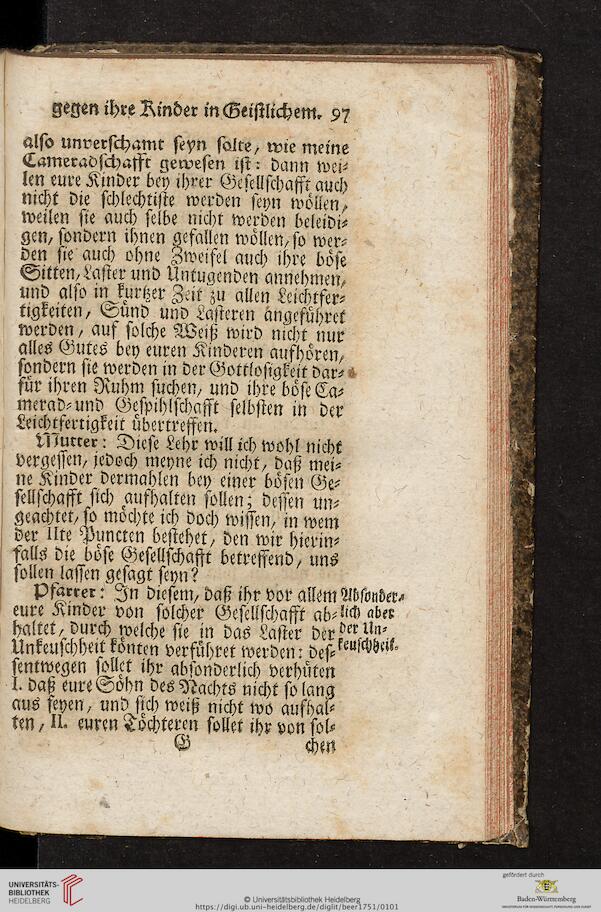 gegen ihre Kinder in Geistlichem. 97
also unverschamt seyn solte, wie meine
Cameradschafft gewesen ist: dann wei-
len eure Kinder bey ihrer Gesellschafft auch
nicht die schlechtiste werden seyn wöllen,
weilen sie auch selbe nicht werden beleidi-
gen, sondern ihnen gefallen wöllen, so wer-
den sie auch ohne Zweifel auch ihre böse
Sitten, Laster und Untugenden annehmen,
und also in kurtzer Zeit zu allen Leichtfer-
tigkeiten, Sünd und Lasteren angeführet
werden, auf solche Weiß wird nicht nur
alles Gutes bey euren Kinderen aufhören,
sondern sie werden in der Gottlosigkeit dar-
für ihren Ruhm suchen, und ihre böse Ca-
merad- und Gespihlschafft selbsten in der
Leichtfertigkeit übertreffen.
Mutter: Diese Lehr will ich wohl nicht
vergessen, jedoch meyne ich nicht, daß mei-
ne Kinder dermahlen bey einer bösen Ge-
sellschafft sich aufhalten sollen; dessen un-
geachtet, so möchte ich doch wissen, in wem
der IIte Puncten bestehet, den wir hierin-
falls die böse Gesellschafft betreffend, uns
sollen lassen gesagt seyn?
Pfarrer: In diesem, daß ihr vor allem
eure Kinder von solcher Gesellschafft ab-
haltet, durch welche sie in das Laster der
Unkeuschheit könten verführet werden: des-
sentwegen sollet ihr absonderlich verhüten
I. daß eure Söhn des Nachts nicht so lang
aus seyen, und sich weiß nicht wo aufhal-
ten, II. euren Töchteren sollet ihr von sol-
G chen
Absonder-
lich aber
der Un-
keuschheit.
UNIVERSITÄTS-
BIBLIOTHEK
HEIDELBERG
© Universitätsbibliothek Heidelberg
https://digi.ub.uni-heidelberg.de/diglit/beer1751/0101
gefördert durch
Baden-Württemberg